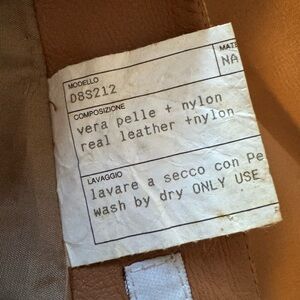 MODELLO
D8S212
MATE
NA
COMPOSIZIONE
vera pelle + nylon
real leather +nylon
LAVAGGIO
lavare a secco con Pe
wash by dry ONLY USE